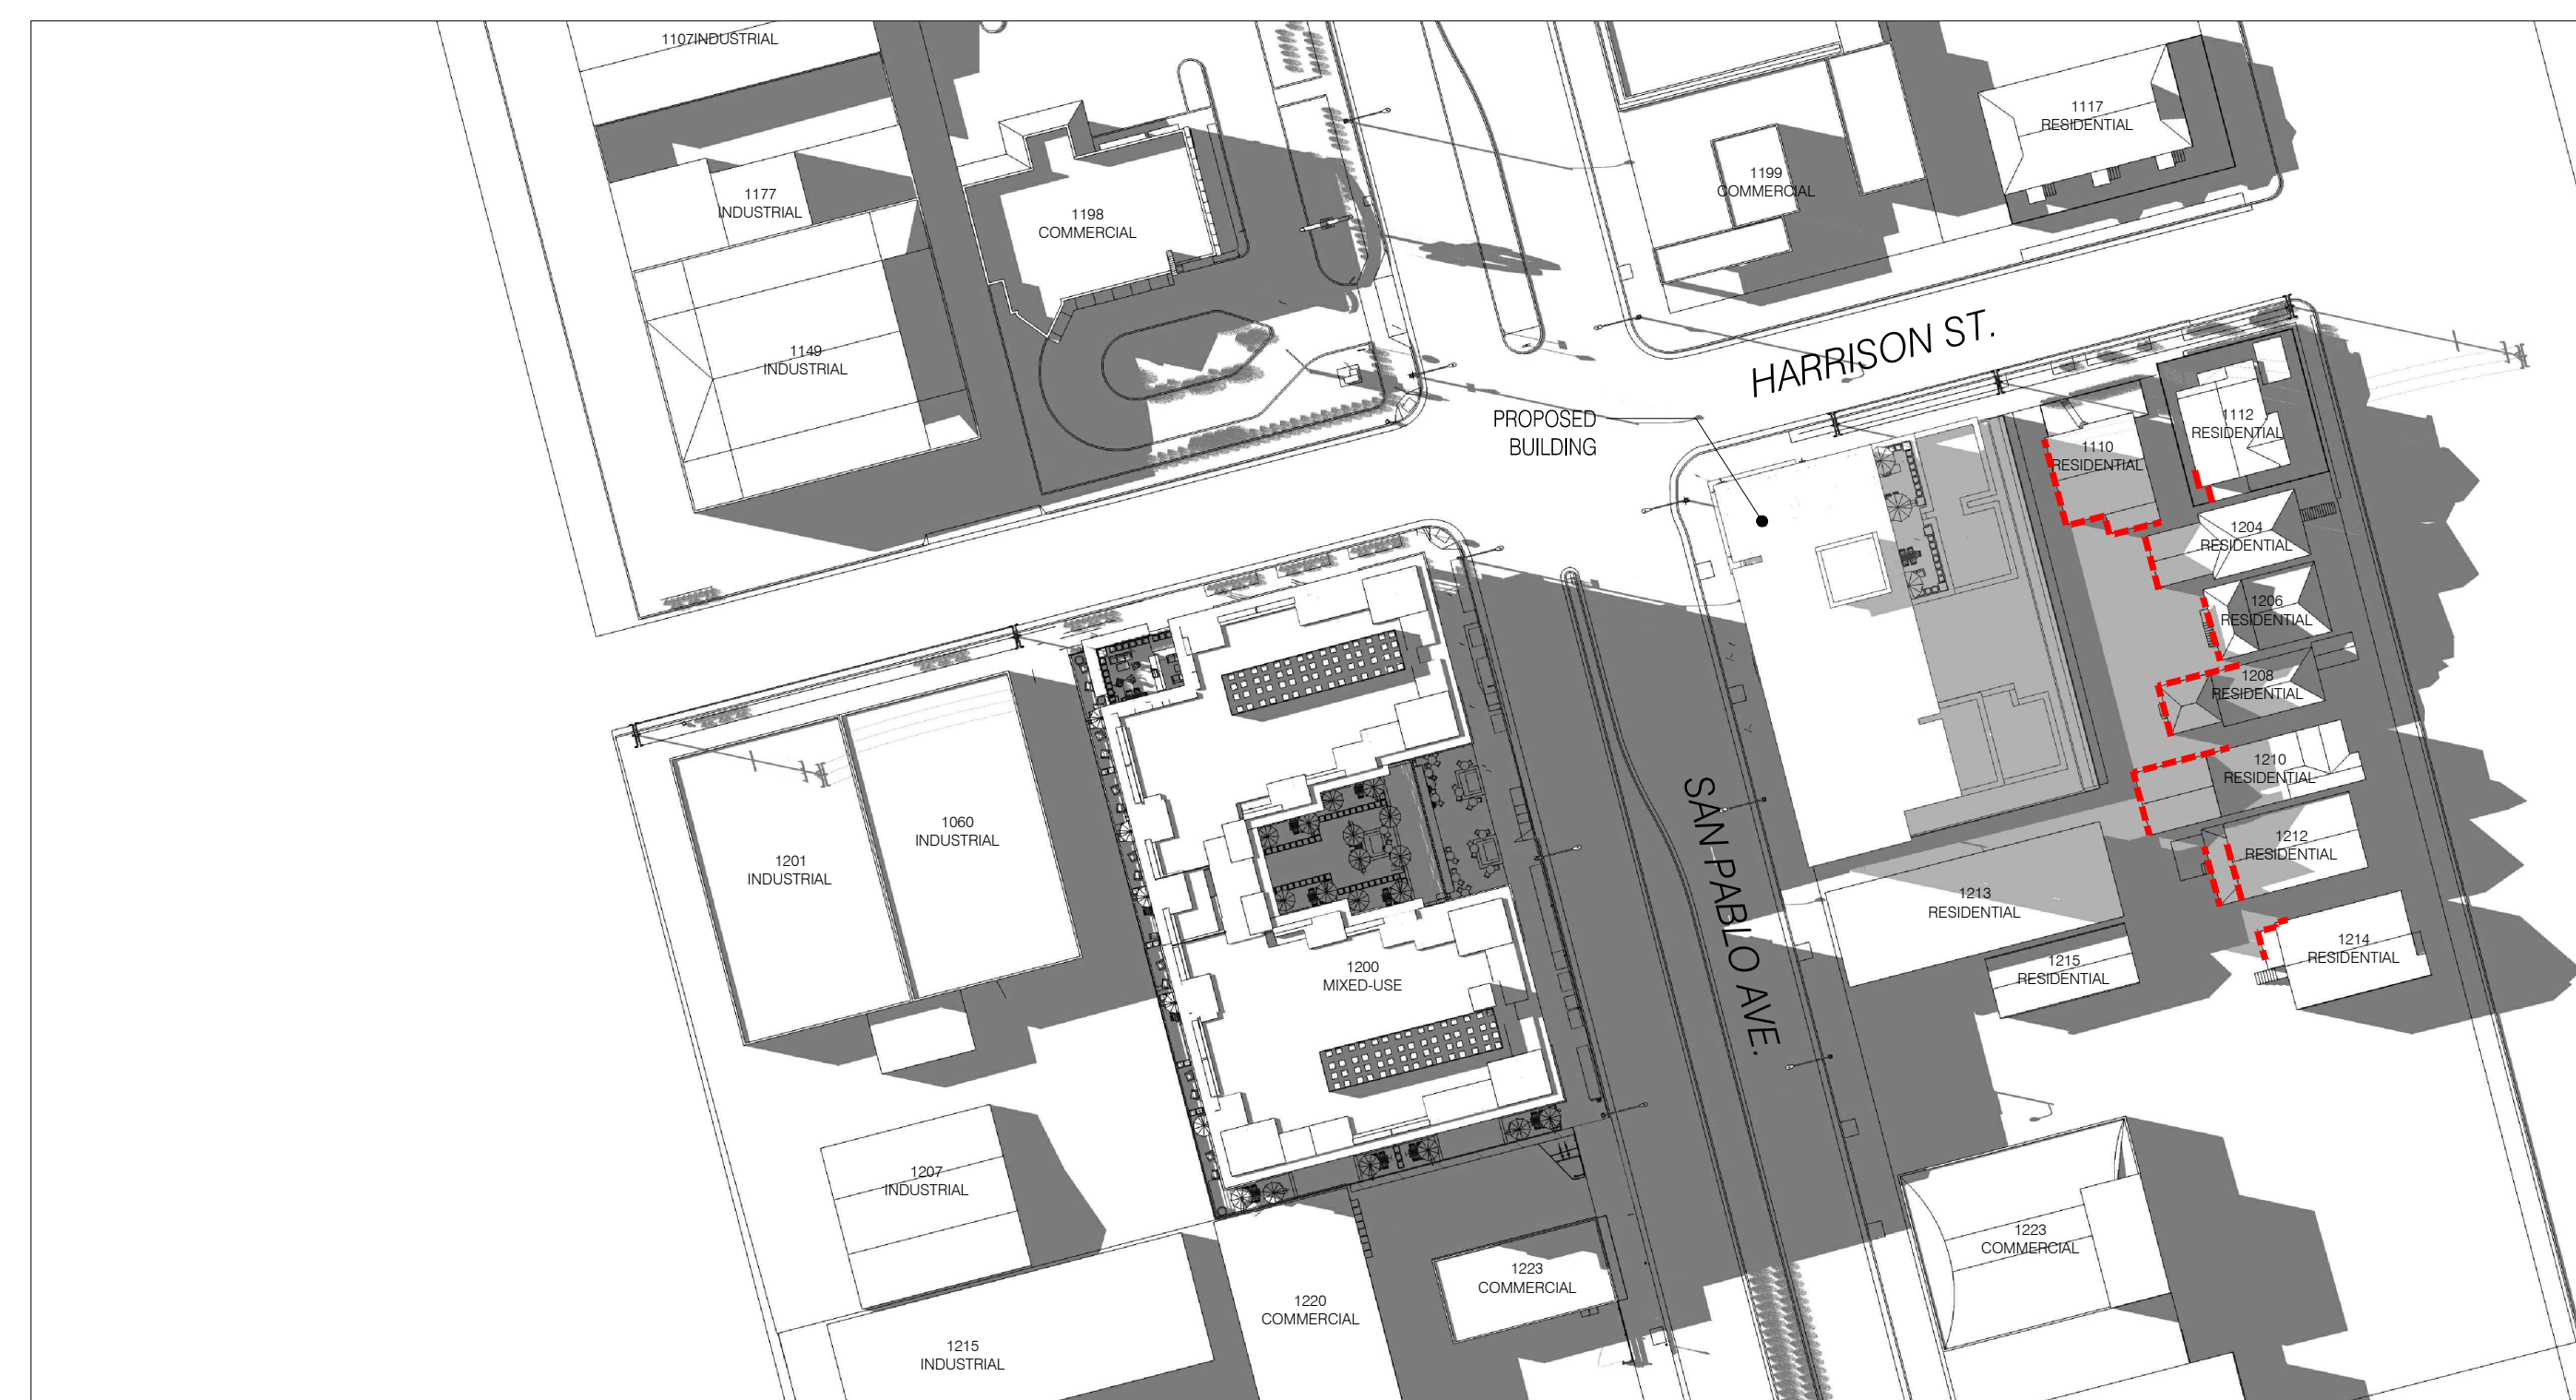 1107INDUSTRIAL
1117
RESIDENTIAL
1177
INDUSTRIAL
1199
COMMERCIAL
1198
COMMERCIAL
1149
INDUSTRIAL
HARRISON ST.
PROPOSED
BUILDING
1112
RESIDENTIAL
1110
RESIDENTIAL
1204
RESIDENTIAL
1206
RESIDENTIAL
1208
RESIDENTIAL
1210
RESIDENTIAL
1060
INDUSTRIAL
1201
INDUSTRIAL
SAN PABLO AVE.
1212
RESIDENTIAL
1213
RESIDENTIAL
1214
RESIDENTIAL
1215
RESIDENTIAL
1200
MIXED-USE
1207
INDUSTRIAL
1223
COMMERCIAL
1223
COMMERCIAL
1220
COMMERCIAL
1215
INDUSTRIAL